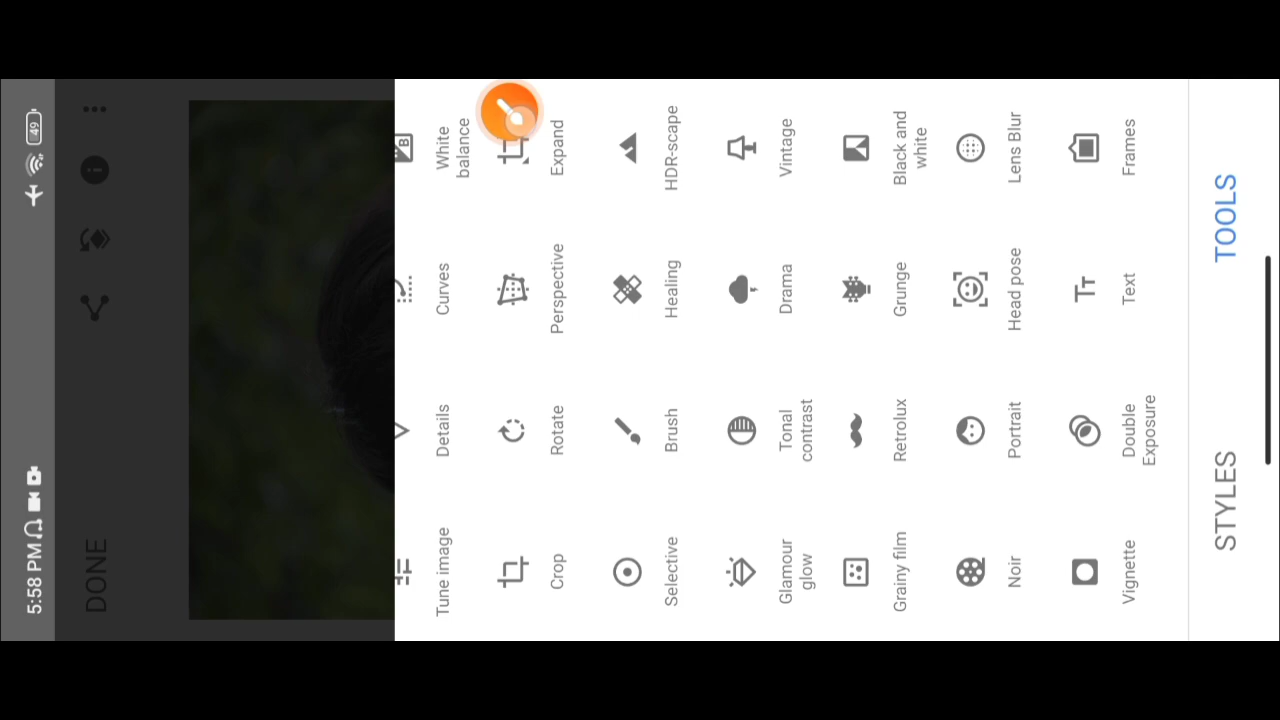 5:58 PM
49
DONE
Tune image
Details
Curves
White
balance
Crop
Rotate
Perspective
Expand
Selective
Brush
Healing
HDR-scape
Glamour
glow
Tonal
contrast
Drama
Vintage
Grainy film
Retrolux
Grunge
Black and
white
Noir
Portrait
Head pose
Lens Blur
Vignette
Double
Exposure
Text
Frames
STYLES
TOOLS